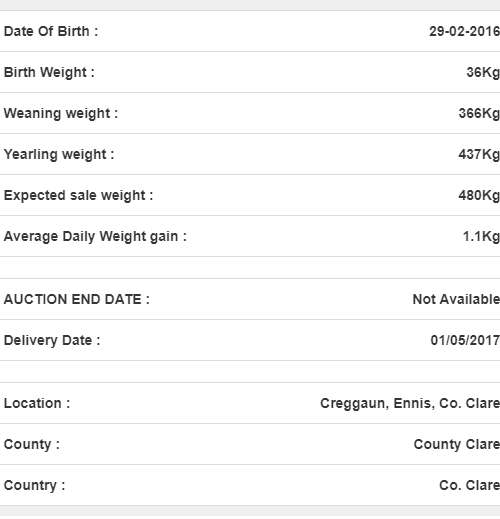 Date Of Birth : 29-02-2016
Birth Weight : 36Kg
Weaning weight : 366Kg
Yearling weight : 437Kg
Expected sale weight : 480Kg
Average Daily Weight gain : 1.1Kg
AUCTION END DATE : Not Available
Delivery Date : 01/05/2017
Location : Creggaun, Ennis, Co. Clare
County : County Clare
Country : Co. Clare